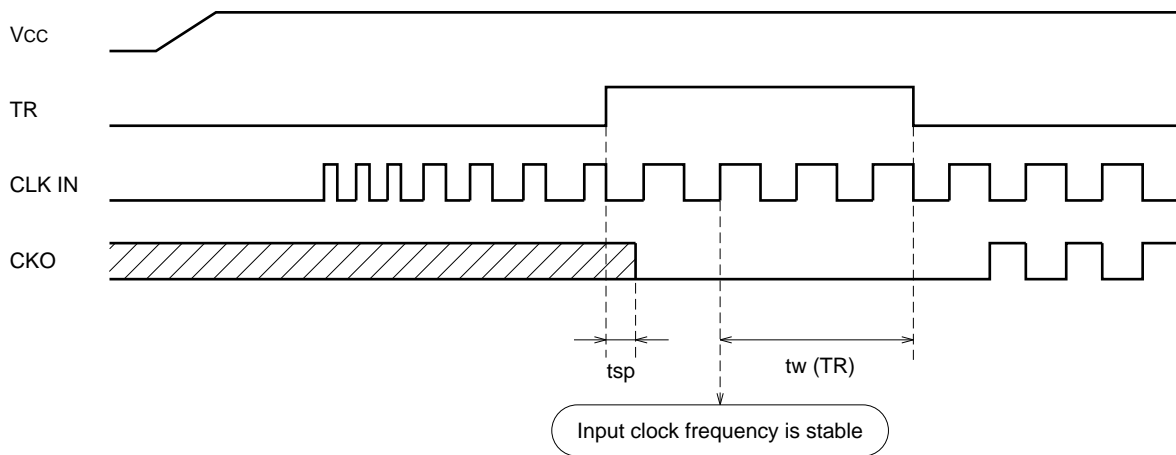 VCC
TR
CLK IN
CKO
tsp
tw (TR)
Input clock frequency is stable